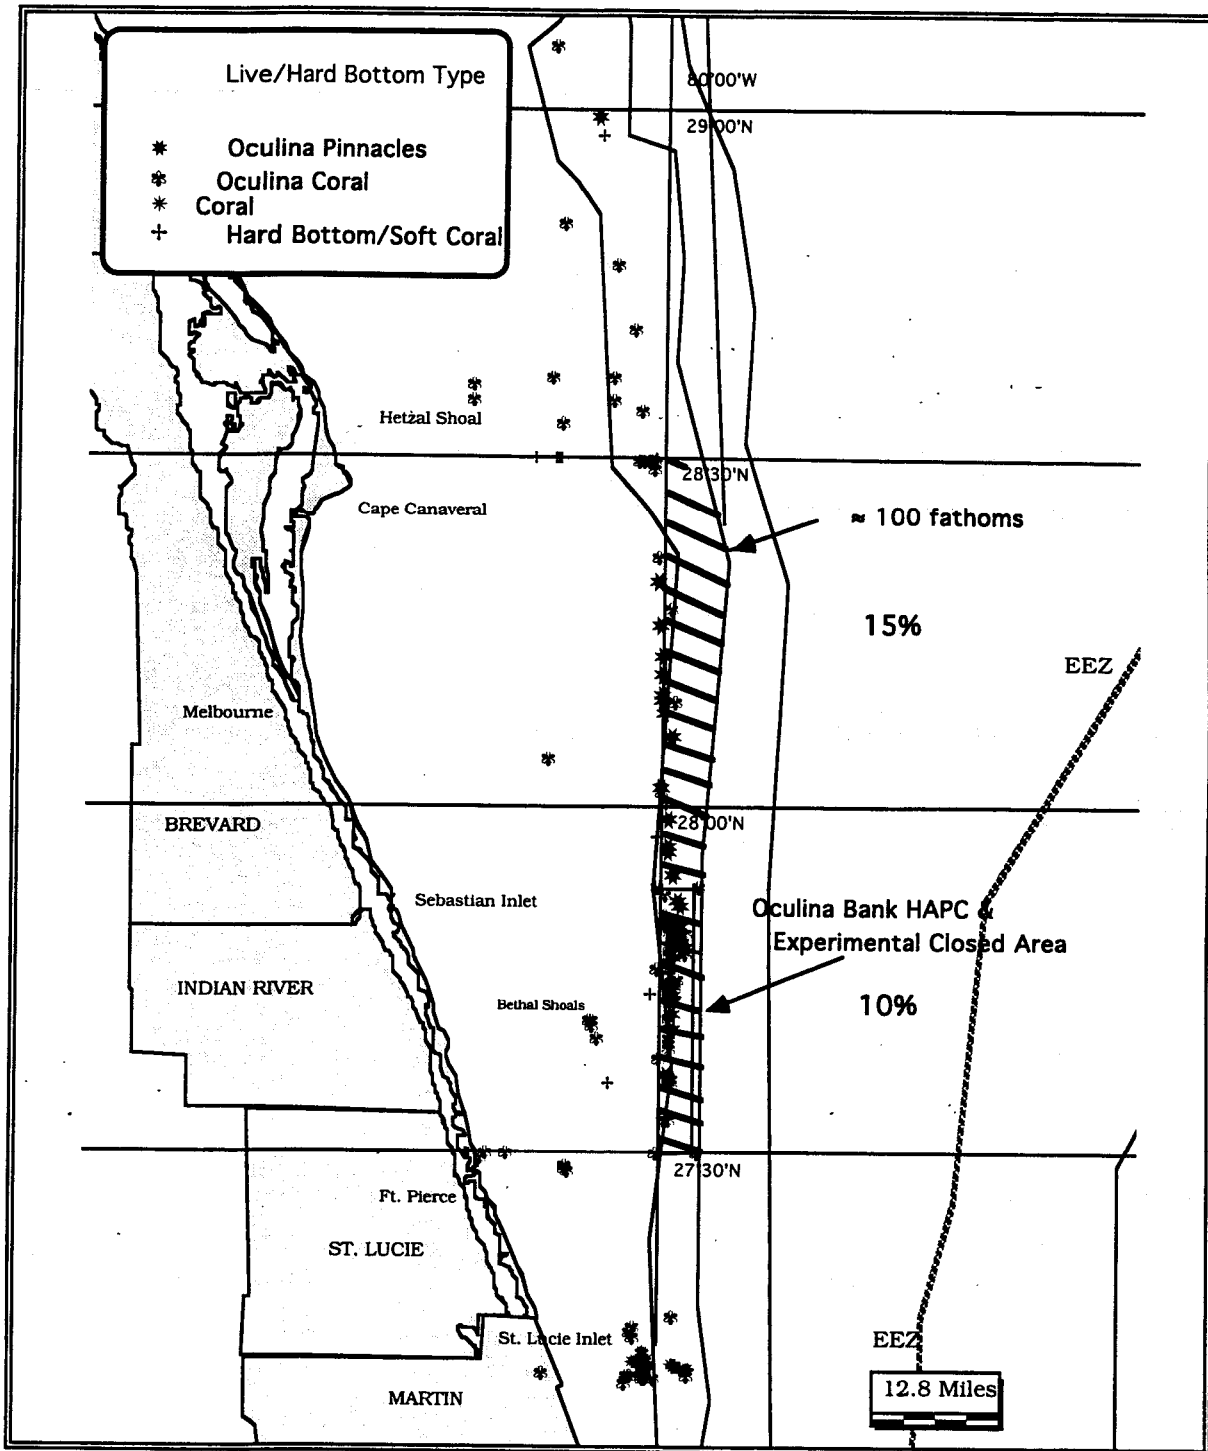 Live/Hard Bottom Type
Oculina Pinnacles
Oculina Coral
Coral
Hard Bottom/Soft Coral
80°00'W
29°00'N
Hetzal Shoal
28°30'N
Cape Canaveral
≈ 100 fathoms
15%
EEZ
Melbourne
28°00'N
BREVARD
Sebastian Inlet
Oculina Bank HAPC &
Experimental Closed Area
INDIAN RIVER
Bethal Shoals
10%
27°30'N
Ft. Pierce
ST. LUCIE
St. Lucie Inlet
EEZ
12.8 Miles
MARTIN